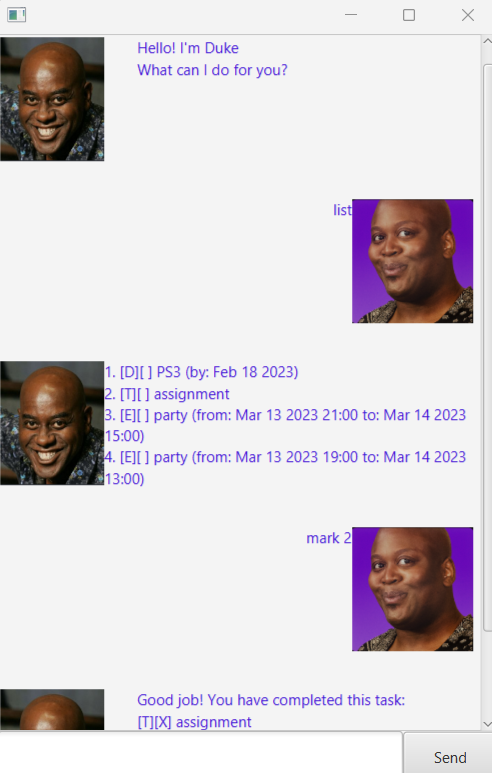 Hello! I'm Duke
What can I do for you?
list
1. [D][ ] PS3 (by: Feb 18 2023)
2. [T][ ] assignment
3. [E][ ] party (from: Mar 13 2023 21:00 to: Mar 14 2023
15:00)
4. [E][ ] party (from: Mar 13 2023 19:00 to: Mar 14 2023
13:00)
mark 2
Good job! You have completed this task:
[T][X] assignment
Send